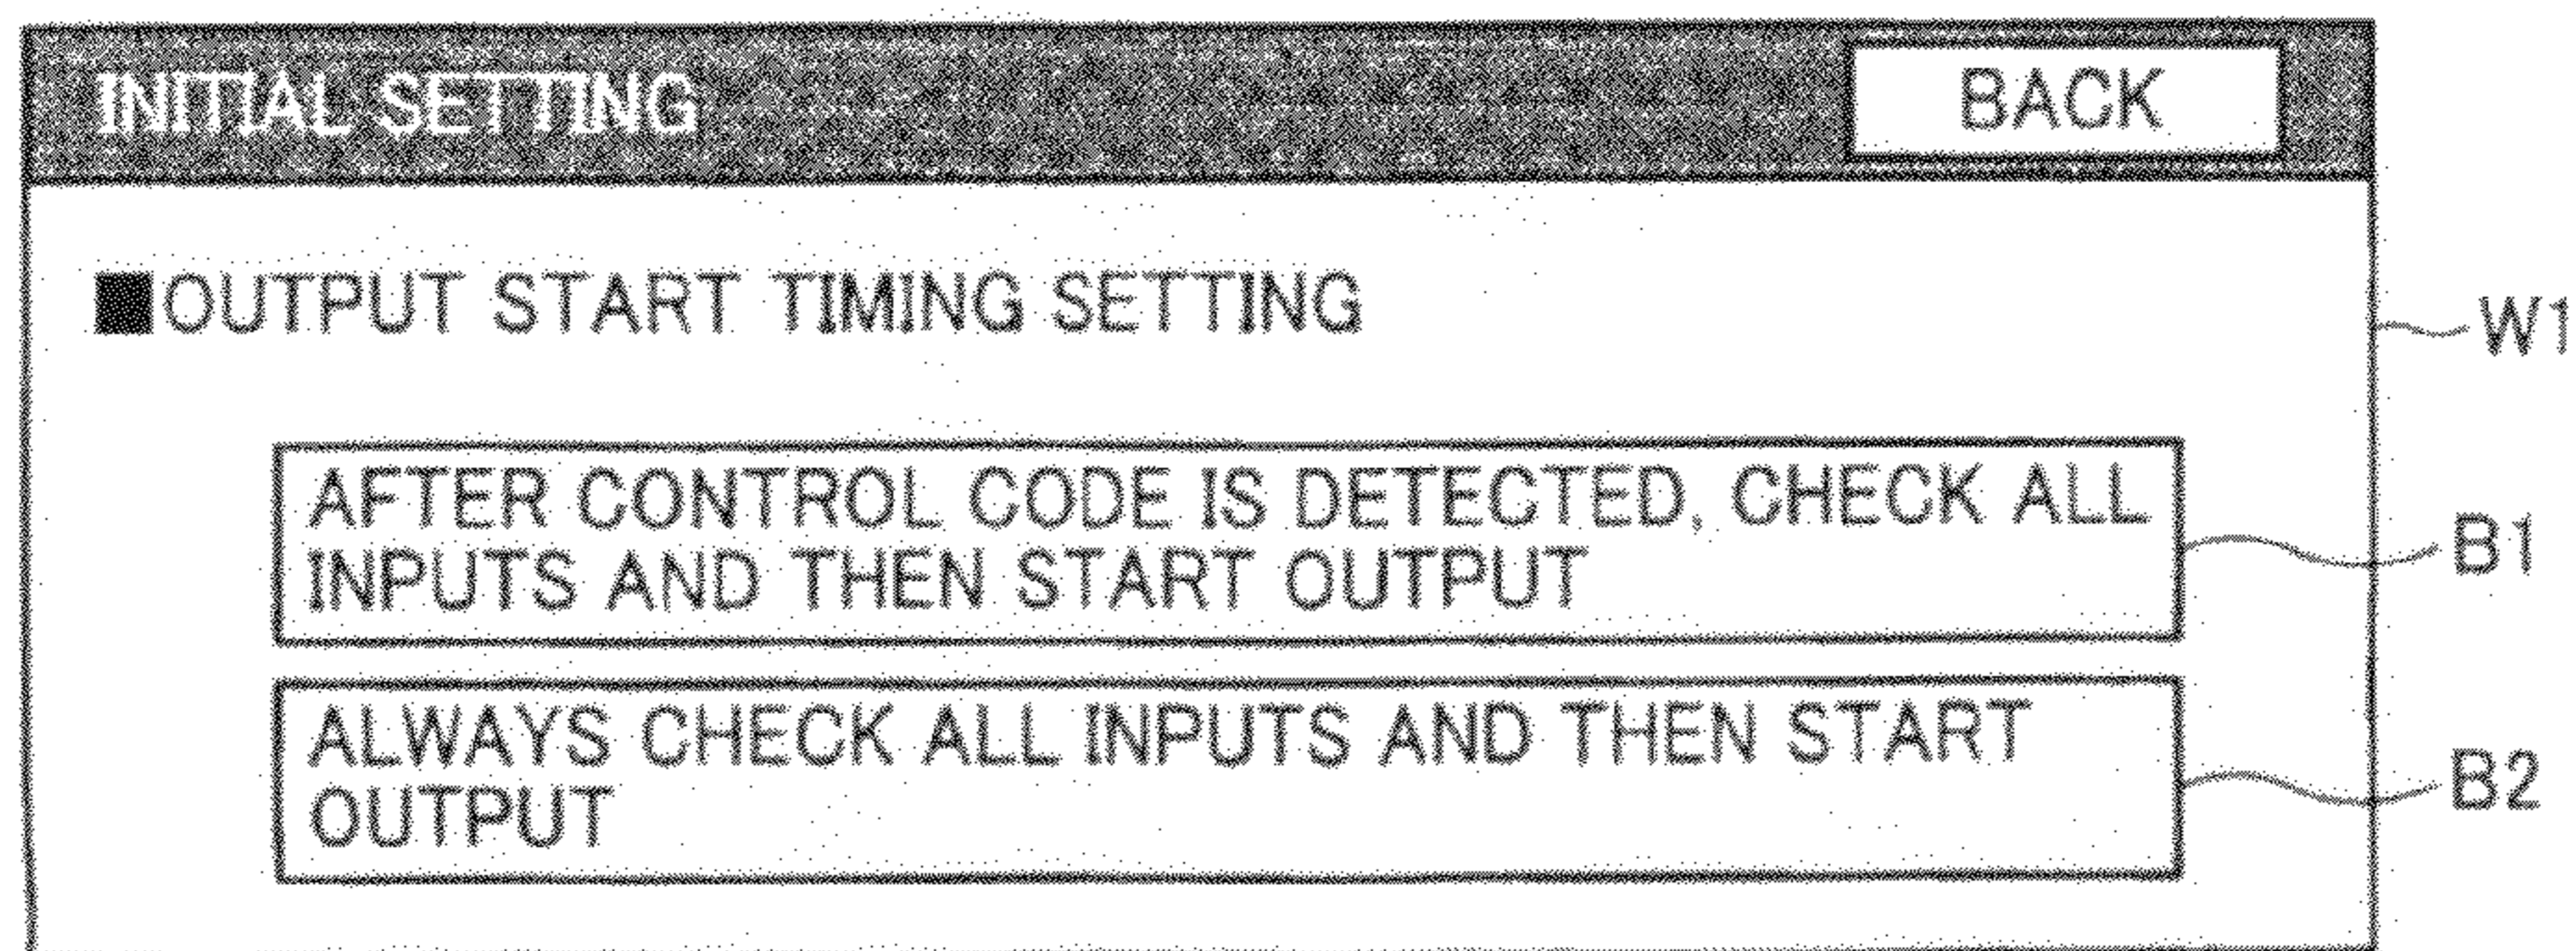 INITIAL SETTING
BACK
■OUTPUT START TIMING SETTING
W1
AFTER CONTROL CODE IS DETECTED, CHECK ALL
INPUTS AND THEN START OUTPUT
B1
ALWAYS CHECK ALL INPUTS AND THEN START
OUTPUT
B2